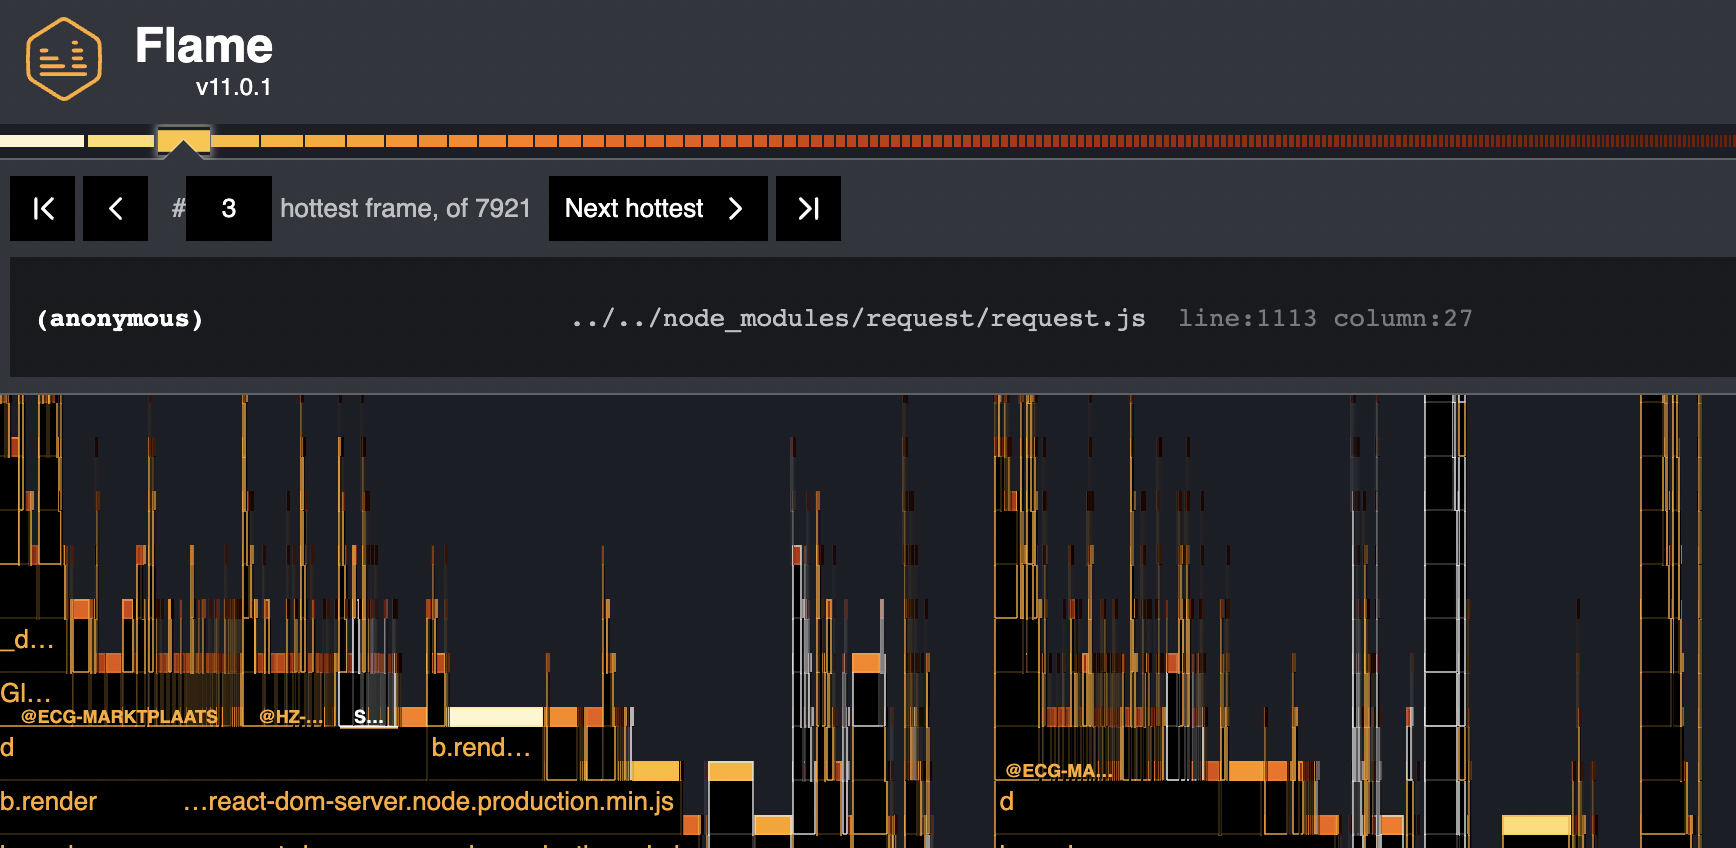 Flame
v11.0.1
# 3 hottest frame, of 7921 Next hottest
(anonymous) ../../node_modules/request/request.js line:1113 column:27
_d...
Gl...
@ECG-MARKTPLAATS @HZ-... S...
d b.rend...
@ECG-MA...
b.render ...react-dom-server.node.production.min.js d